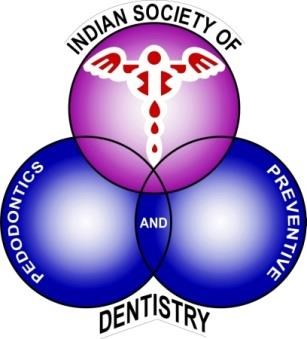 INDIAN SOCIETY OF
PEDODONTICS
AND
PREVENTIVE
DENTISTRY